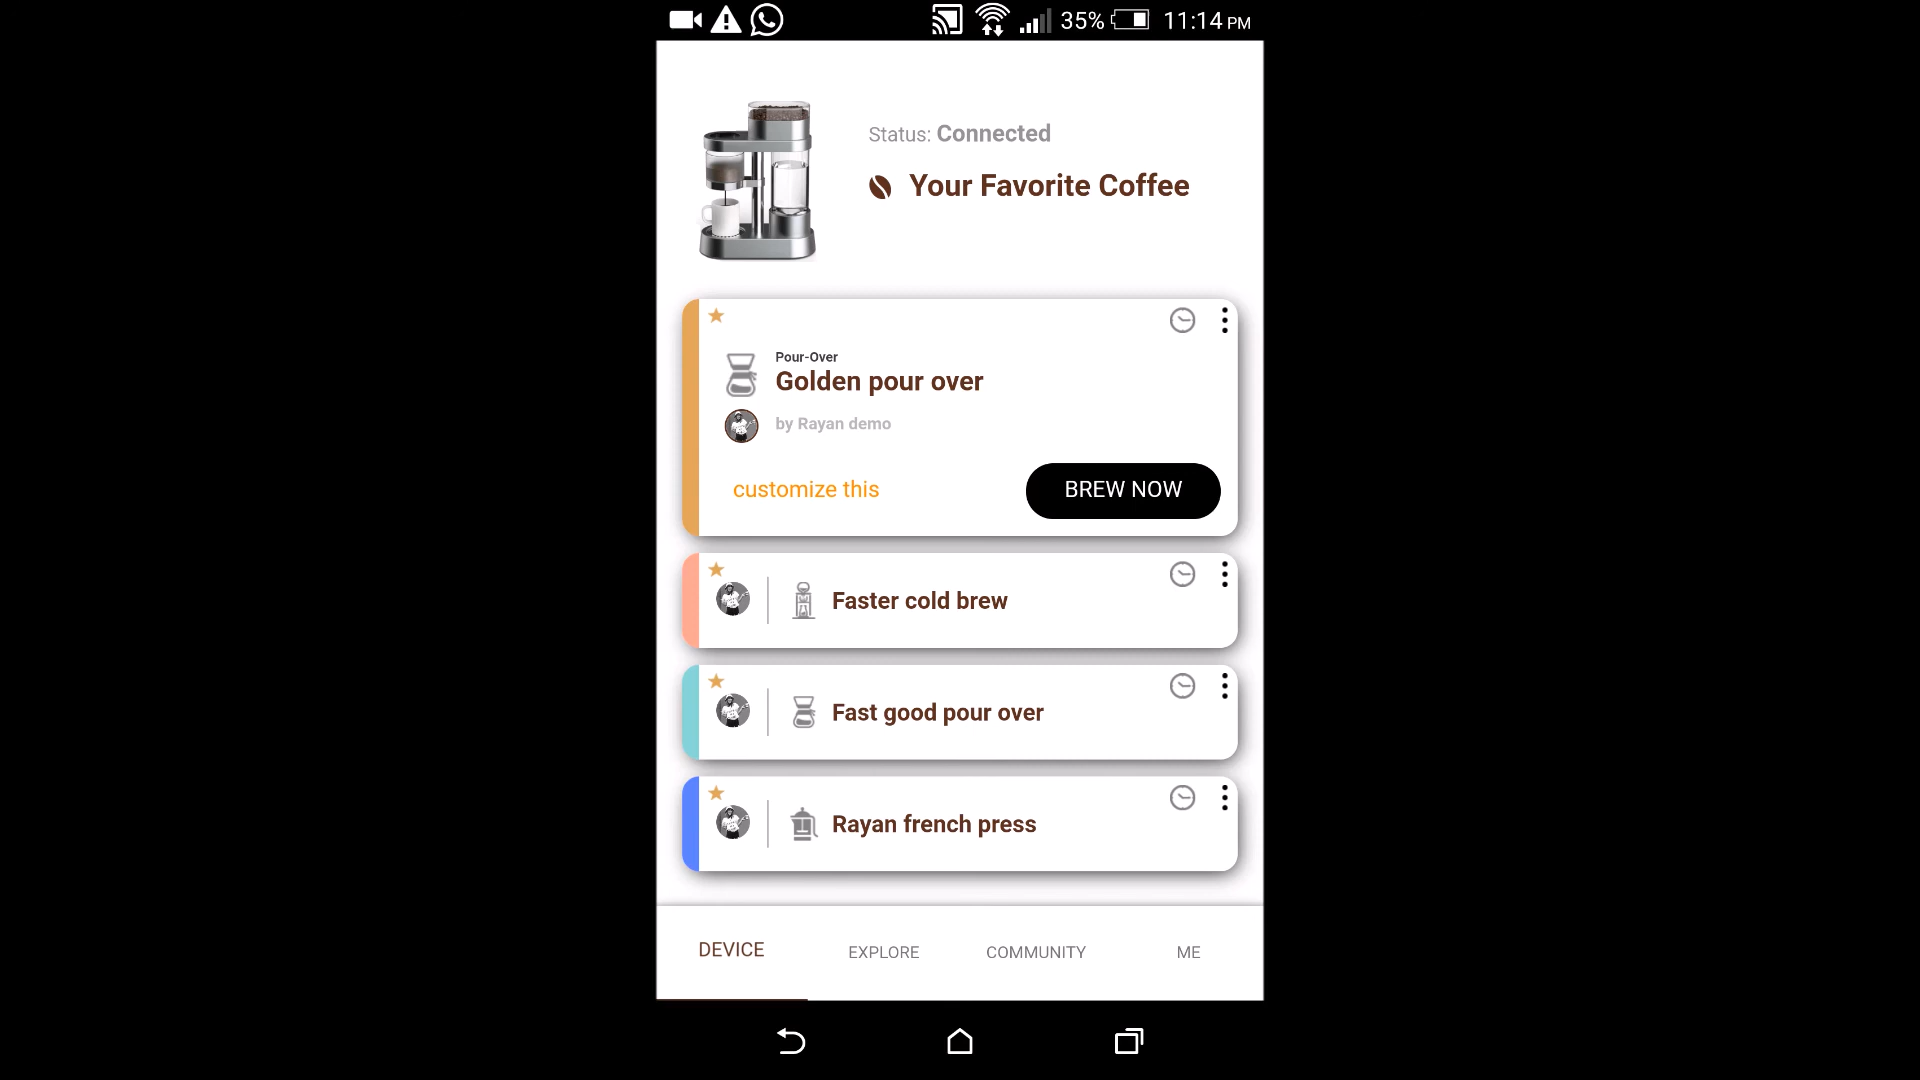 35% 11:14 PM
Status: Connected
Your Favorite Coffee
Pour-Over
Golden pour over
by Rayan demo
customize this
BREW NOW
Faster cold brew
Fast good pour over
Rayan french press
DEVICE
EXPLORE
COMMUNITY
ME